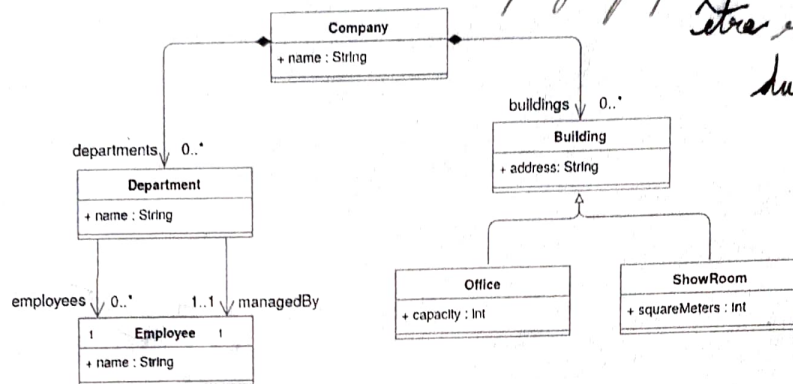 être
du
Company
+ name : String
buildings 0..*
Building
+ address: String
departments 0..*
Department
+ name : String
Office
+ capacity : Int
ShowRoom
+ squareMeters : Int
employees 0..* 1..1 managedBy
1 Employee 1
+ name : String